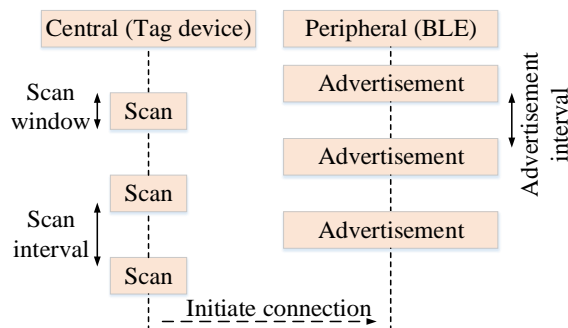 Central (Tag device)
Peripheral (BLE)
Scan
window
Scan
Advertisement
Advertisement
interval
Advertisement
Scan
Scan
interval
Advertisement
Scan
Initiate connection